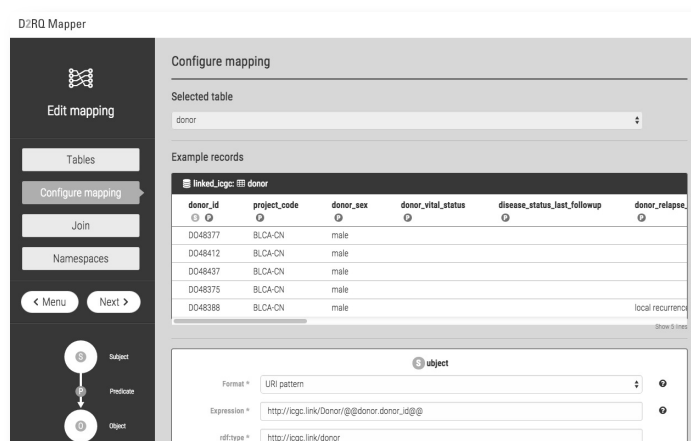 D2RQ Mapper
Edit mapping
Tables
Configure mapping
Join
Namespaces
< Menu
Next >
S Subject
P Predicate
O Object
Configure mapping
Selected table
donor
Example records
linked_icgc: donor
donor_id project_code donor_sex donor_vital_status disease_status_last_followup donor_relapse_
S P P P P P P
DO48377 BLCA-CN male
DO48412 BLCA-CN male
DO48437 BLCA-CN male
DO48375 BLCA-CN male
DO48388 BLCA-CN male local recurrence
Show 5 lines
S ubject
Format * URI pattern ?
Expression * http://icgc.link/Donor/@@donor.donor_id@@ ?
rdf:type * http://icgc.link/donor